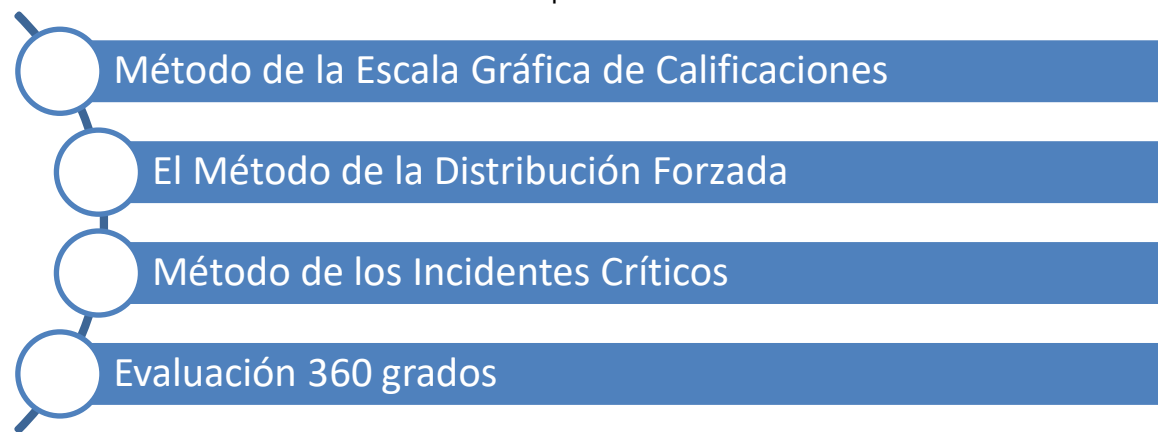 Método de la Escala Gráfica de Calificaciones
El Método de la Distribución Forzada
Método de los Incidentes Críticos
Evaluación 360 grados